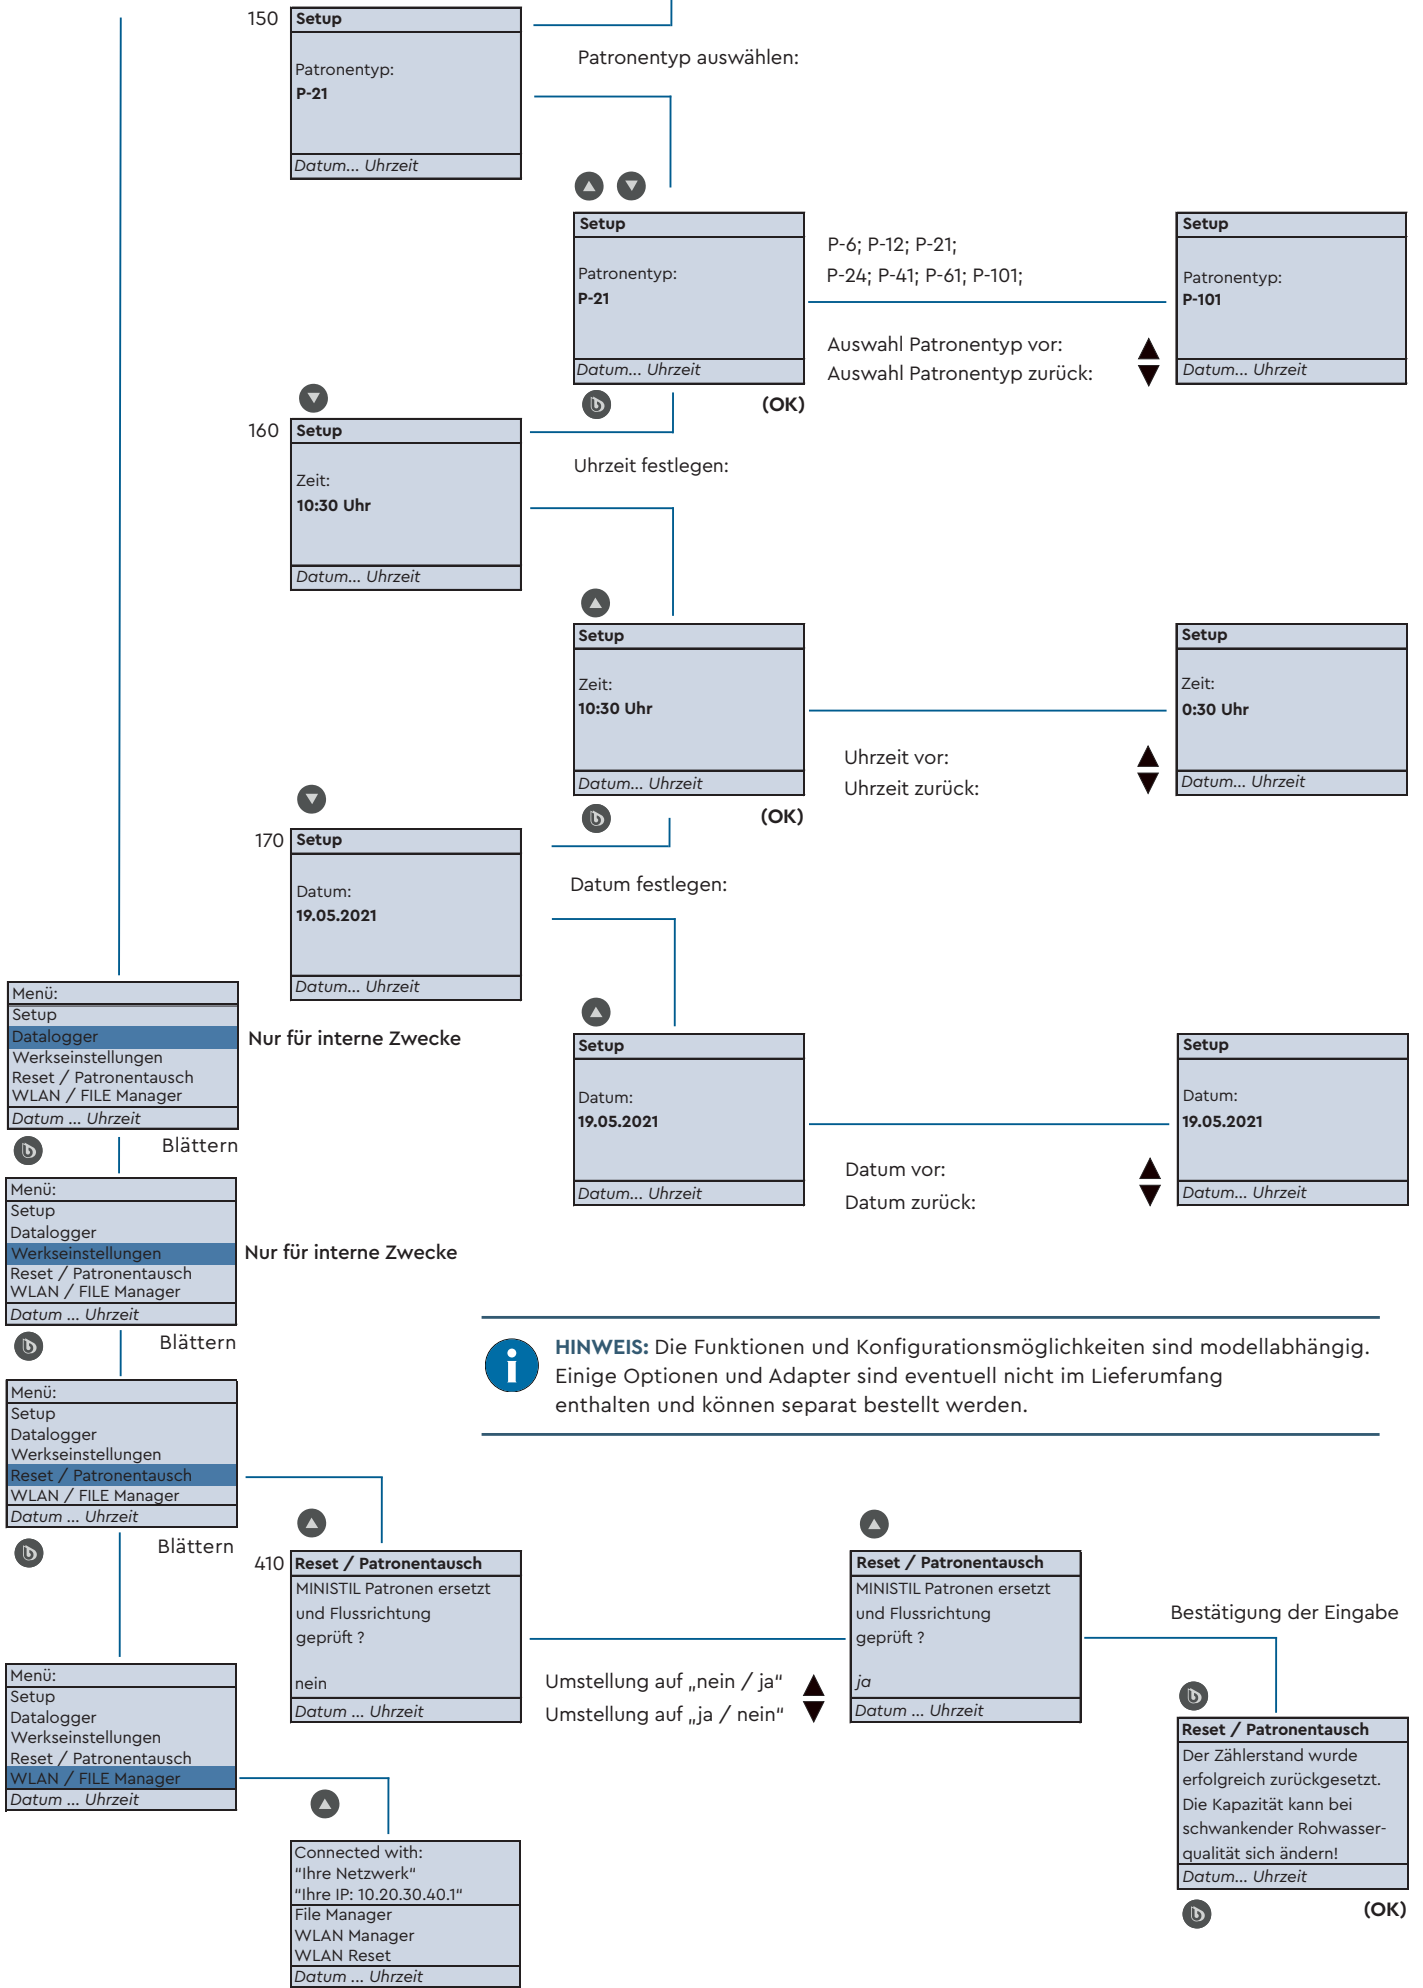 150
Setup
Patronentyp:
P-21
Datum... Uhrzeit
Patronentyp auswählen:
Setup
Patronentyp:
P-21
Datum... Uhrzeit
(OK)
P-6; P-12; P-21;
P-24; P-41; P-61; P-101;
Auswahl Patronentyp vor:
Auswahl Patronentyp zurück:
Setup
Patronentyp:
P-101
Datum... Uhrzeit
160
Setup
Zeit:
10:30 Uhr
Datum... Uhrzeit
Uhrzeit festlegen:
Setup
Zeit:
10:30 Uhr
Datum... Uhrzeit
(OK)
Uhrzeit vor:
Uhrzeit zurück:
Setup
Zeit:
0:30 Uhr
Datum... Uhrzeit
170
Setup
Datum:
19.05.2021
Datum... Uhrzeit
Datum festlegen:
Setup
Datum:
19.05.2021
Datum... Uhrzeit
Datum vor:
Datum zurück:
Setup
Datum:
19.05.2021
Datum... Uhrzeit
Menü:
Setup
Datalogger
Werkseinstellungen
Reset / Patronentausch
WLAN / FILE Manager
Datum ... Uhrzeit
Nur für interne Zwecke
Blättern
Menü:
Setup
Datalogger
Werkseinstellungen
Reset / Patronentausch
WLAN / FILE Manager
Datum ... Uhrzeit
Nur für interne Zwecke
Blättern
HINWEIS: Die Funktionen und Konfigurationsmöglichkeiten sind modellabhängig.
Einige Optionen und Adapter sind eventuell nicht im Lieferumfang
enthalten und können separat bestellt werden.
Menü:
Setup
Datalogger
Werkseinstellungen
Reset / Patronentausch
WLAN / FILE Manager
Datum ... Uhrzeit
Blättern
410
Reset / Patronentausch
MINISTIL Patronen ersetzt
und Flussrichtung
geprüft ?
nein
Datum ... Uhrzeit
Umstellung auf „nein / ja“
Umstellung auf „ja / nein“
Reset / Patronentausch
MINISTIL Patronen ersetzt
und Flussrichtung
geprüft ?
ja
Datum ... Uhrzeit
Bestätigung der Eingabe
Reset / Patronentausch
Der Zählerstand wurde
erfolgreich zurückgesetzt.
Die Kapazität kann bei
schwankender Rohwasser-
qualität sich ändern!
Datum... Uhrzeit
(OK)
Menü:
Setup
Datalogger
Werkseinstellungen
Reset / Patronentausch
WLAN / FILE Manager
Datum ... Uhrzeit
Connected with:
“Ihre Netzwerk“
“Ihre IP: 10.20.30.40.1“
File Manager
WLAN Manager
WLAN Reset
Datum ... Uhrzeit